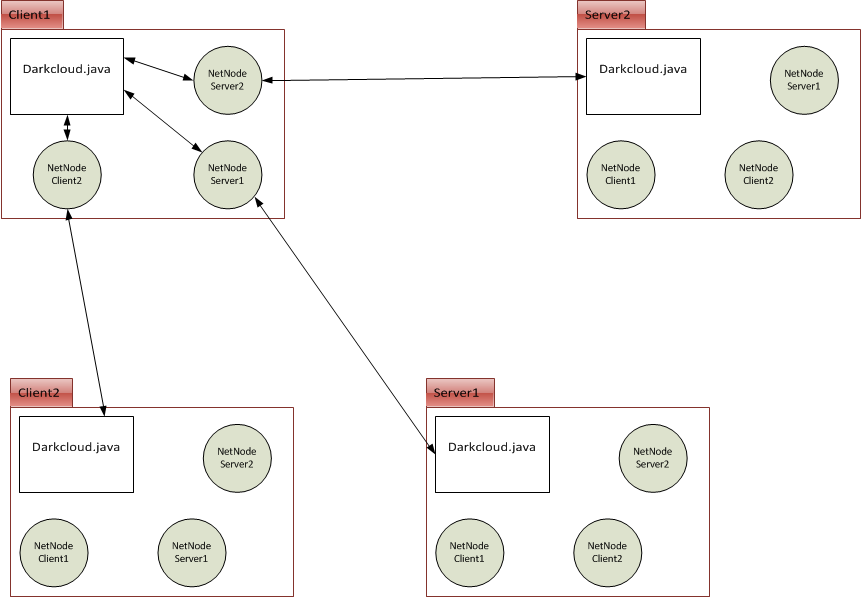 Client1
Darkcloud.java
NetNode
Server2
NetNode
Client2
NetNode
Server1
Server2
Darkcloud.java
NetNode
Server1
NetNode
Client1
NetNode
Client2
Client2
Darkcloud.java
NetNode
Server2
NetNode
Client1
NetNode
Server1
Server1
Darkcloud.java
NetNode
Server2
NetNode
Client1
NetNode
Client2